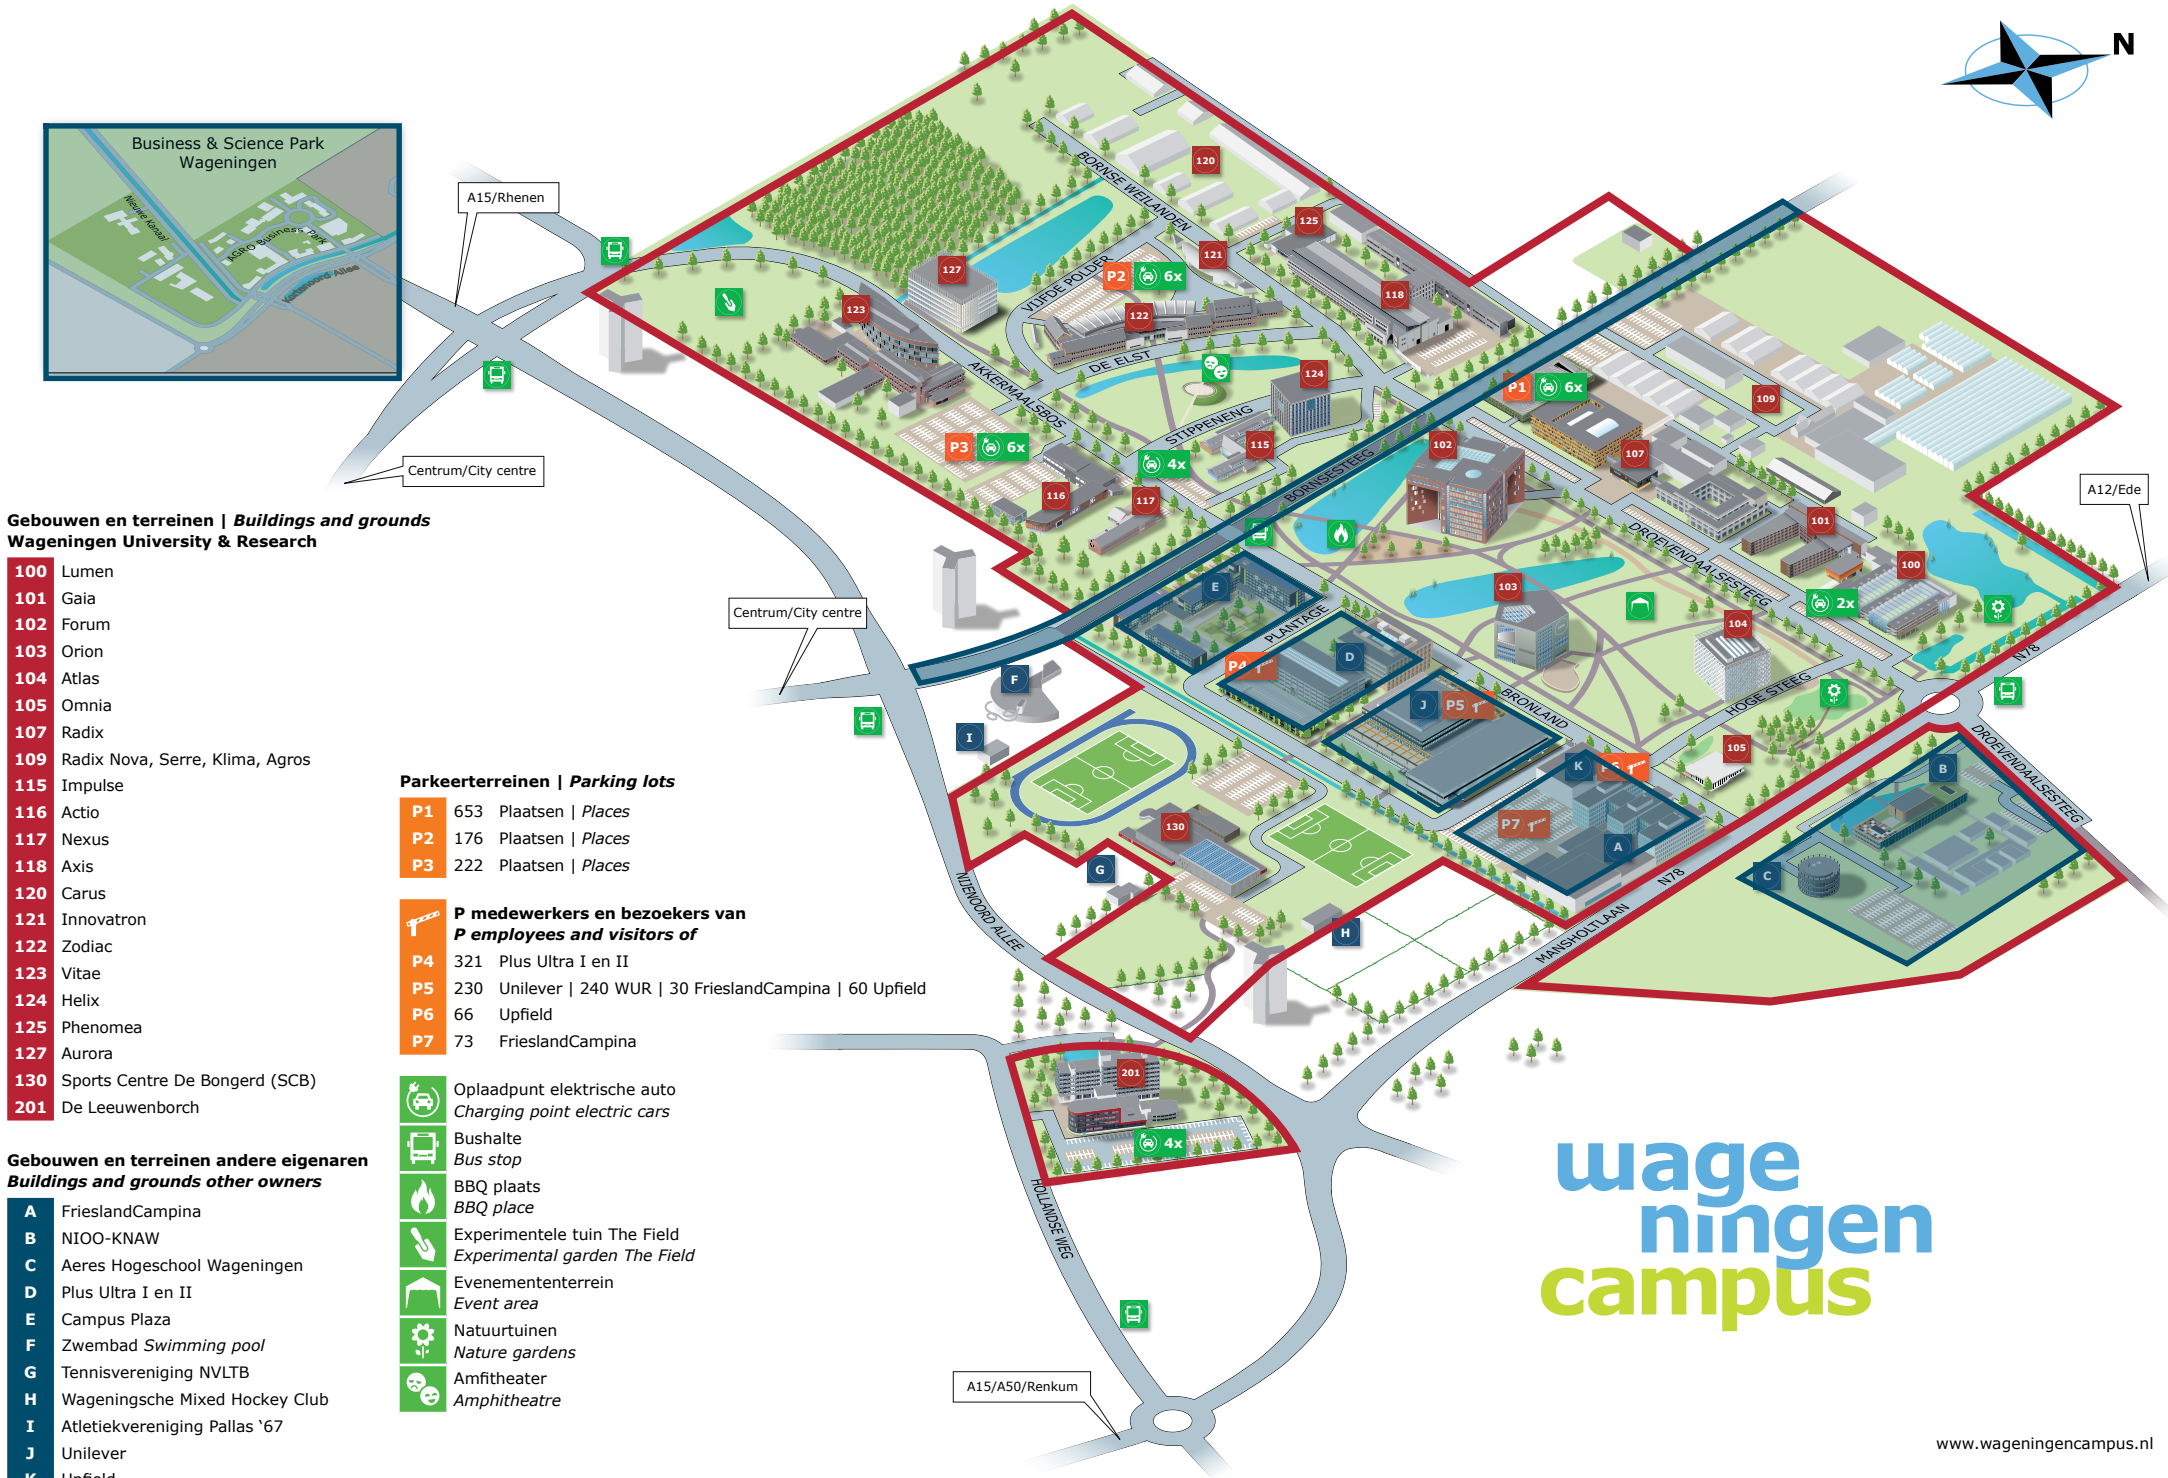 Business & Science Park
Wageningen
Nieuwe Kanaal
AGRO Business Park
Kortenoord Allee
N
A15/Rhenen
Centrum/City centre
Centrum/City centre
A12/Ede
A15/A50/Renkum
BORNSE WEILANDEN
VIJFDE POLDER
DE ELST
AKKERMAALSBOS
STIPPENENG
BORNSESTEEG
DROEVENDAALSESTEEG
PLANTAGE
BRONLAND
HOGE STEEG
N78
DROEVENDAALSESTEEG
N78
MANSHOLTLAAN
NIJENOORD ALLEE
HOLLANDSE WEG
120
125
121
127
P2 6x
118
123
122
124
P1 6x
109
P3 6x
115
102
107
4x
116
117
101
100
E
103
2x
104
P4
D
F
J P5
I
105
K P6
B
130
P7
A
G
C
H
201
4x
Gebouwen en terreinen | Buildings and grounds
Wageningen University & Research
100 Lumen
101 Gaia
102 Forum
103 Orion
104 Atlas
105 Omnia
107 Radix
109 Radix Nova, Serre, Klima, Agros
115 Impulse
116 Actio
117 Nexus
118 Axis
120 Carus
121 Innovatron
122 Zodiac
123 Vitae
124 Helix
125 Phenomea
127 Aurora
130 Sports Centre De Bongerd (SCB)
201 De Leeuwenborch
Gebouwen en terreinen andere eigenaren
Buildings and grounds other owners
A FrieslandCampina
B NIOO-KNAW
C Aeres Hogeschool Wageningen
D Plus Ultra I en II
E Campus Plaza
F Zwembad Swimming pool
G Tennisvereniging NVLTB
H Wageningsche Mixed Hockey Club
I Atletiekvereniging Pallas ‘67
J Unilever
K Upfield
Parkeerterreinen | Parking lots
P1 653 Plaatsen | Places
P2 176 Plaatsen | Places
P3 222 Plaatsen | Places
P medewerkers en bezoekers van
P employees and visitors of
P4 321 Plus Ultra I en II
P5 230 Unilever | 240 WUR | 30 FrieslandCampina | 60 Upfield
P6 66 Upfield
P7 73 FrieslandCampina
Oplaadpunt elektrische auto
Charging point electric cars
Bushalte
Bus stop
BBQ plaats
BBQ place
Experimentele tuin The Field
Experimental garden The Field
Evenemententerrein
Event area
Natuurtuinen
Nature gardens
Amfitheater
Amphitheatre
wage
ningen
campus
www.wageningencampus.nl